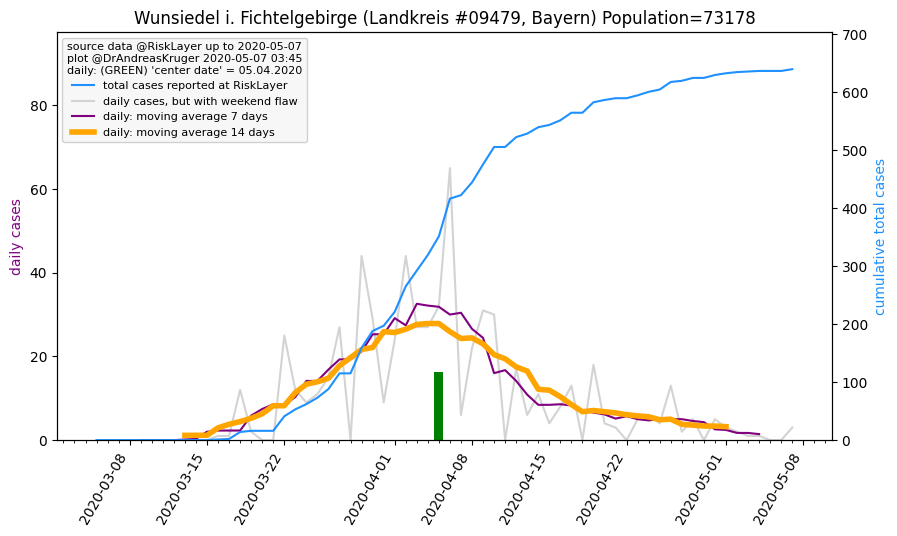 Wunsiedel i. Fichtelgebirge (Landkreis #09479, Bayern) Population=73178
source data @RiskLayer up to 2020-05-07
plot @DrAndreasKruger 2020-05-07 03:45
daily: (GREEN) 'center date' = 05.04.2020
total cases reported at RiskLayer
daily cases, but with weekend flaw
daily: moving average 7 days
daily: moving average 14 days
daily cases
80
60
40
20
0
700
600
500
400
300
200
100
0
cumulative total cases
2020-03-08
2020-03-15
2020-03-22
2020-04-01
2020-04-08
2020-04-15
2020-04-22
2020-05-01
2020-05-08